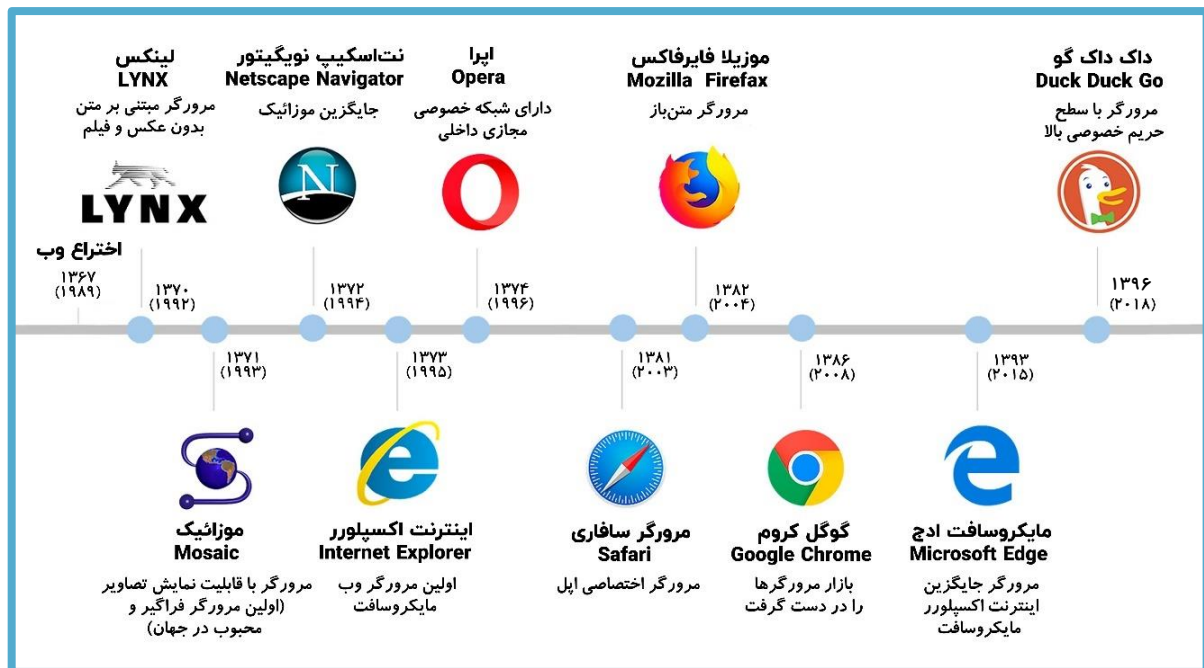 لینکس
LYNX
مرورگر مبتنی بر متن
بدون عکس و فیلم
LYNX
نت‌اسکیپ نویگیتور
Netscape Navigator
جایگزین موزائیک
N
اپرا
Opera
دارای شبکه خصوصی
مجازی داخلی
موزیلا فایرفاکس
Mozilla Firefax
مرورگر متن‌باز
داک داک گو
Duck Duck Go
مرورگر با سطح
حریم خصوصی بالا
اختراع وب
۱۳۶۷
(۱۹۸۹)
۱۳۷۰
(۱۹۹۲)
۱۳۷۲
(۱۹۹۴)
۱۳۷۴
(۱۹۹۶)
۱۳۸۲
(۲۰۰۴)
۱۳۹۶
(۲۰۱۸)
۱۳۷۱
(۱۹۹۳)
۱۳۷۳
(۱۹۹۵)
۱۳۸۱
(۲۰۰۳)
۱۳۸۶
(۲۰۰۸)
۱۳۹۳
(۲۰۱۵)
موزائیک
Mosaic
مرورگر با قابلیت نمایش تصاویر
(اولین مرورگر فراگیر و
محبوب در جهان)
اینترنت اکسپلورر
Internet Explorer
اولین مرورگر وب
مایکروسافت
مرورگر سافاری
Safari
مرورگر اختصاصی اپل
گوگل کروم
Google Chrome
بازار مرورگرها
را در دست گرفت
مایکروسافت ادج
Microsoft Edge
مرورگر جایگزین
اینترنت اکسپلورر
مایکروسافت